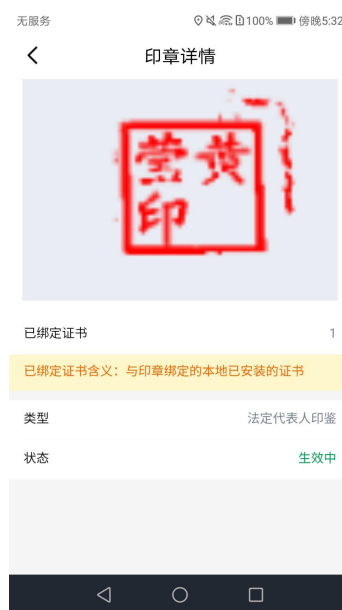 无服务 100% 傍晚5:32
印章详情
黄
印
已绑定证书 1
已绑定证书含义：与印章绑定的本地已安装的证书
类型 法定代表人印鉴
状态 生效中